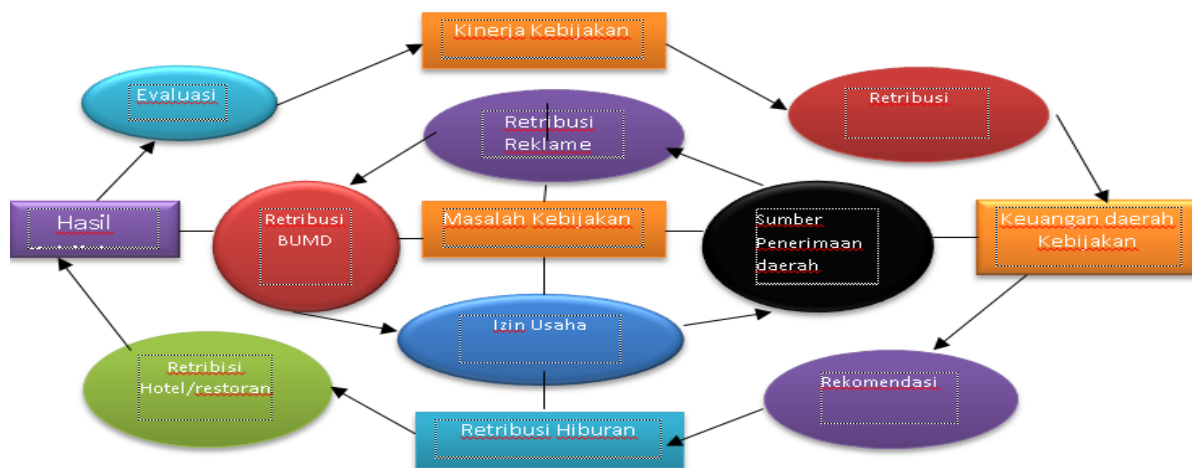 Kinerja Kebijakan
Evaluasi
Retribusi
Retribusi
Reklame
Hasil
Retribusi
BUMD
Masalah Kebijakan
Sumber
Penerimaan
daerah
Keuangan daerah
Kebijakan
Izin Usaha
Retribisi
Hotel/restoran
Rekomendasi
Retribusi Hiburan